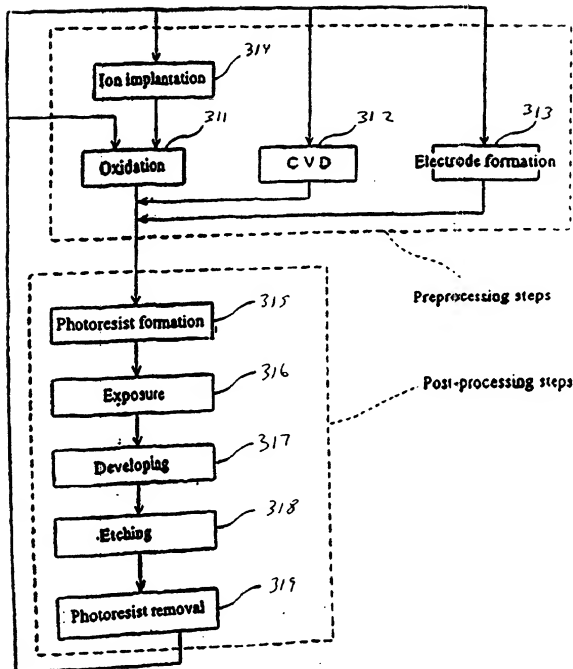 314
Ion implantation
311
312
313
Oxidation
CVD
Electrode formation
Preprocessing steps
315
Photoresist formation
316
Exposure
Post-processing steps
317
Developing
318
Etching
319
Photoresist removal